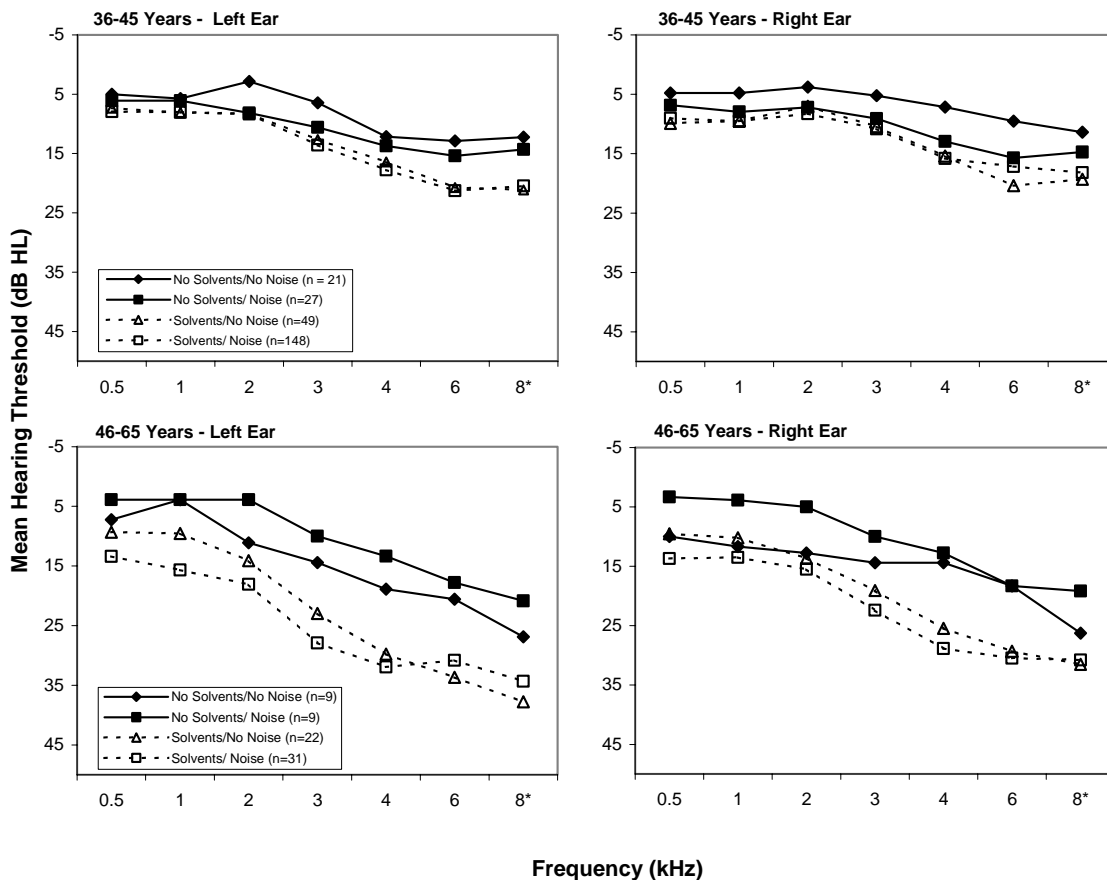 36-45 Years -  Left Ear
-5
5
15
25
35
45
No Solvents/No Noise (n = 21)
No Solvents/ Noise (n=27)
Solvents/No Noise (n=49)
Solvents/ Noise (n=148)
0.5 1 2 3 4 6 8*
36-45 Years - Right Ear
-5
5
15
25
35
45
0.5 1 2 3 4 6 8*
Mean Hearing Threshold (dB HL)
46-65 Years - Left Ear
-5
5
15
25
35
45
No Solvents/No Noise (n=9)
No Solvents/ Noise (n=9)
Solvents/No Noise (n=22)
Solvents/ Noise (n=31)
0.5 1 2 3 4 6 8*
46-65 Years - Right Ear
-5
5
15
25
35
45
0.5 1 2 3 4 6 8*
Frequency (kHz)